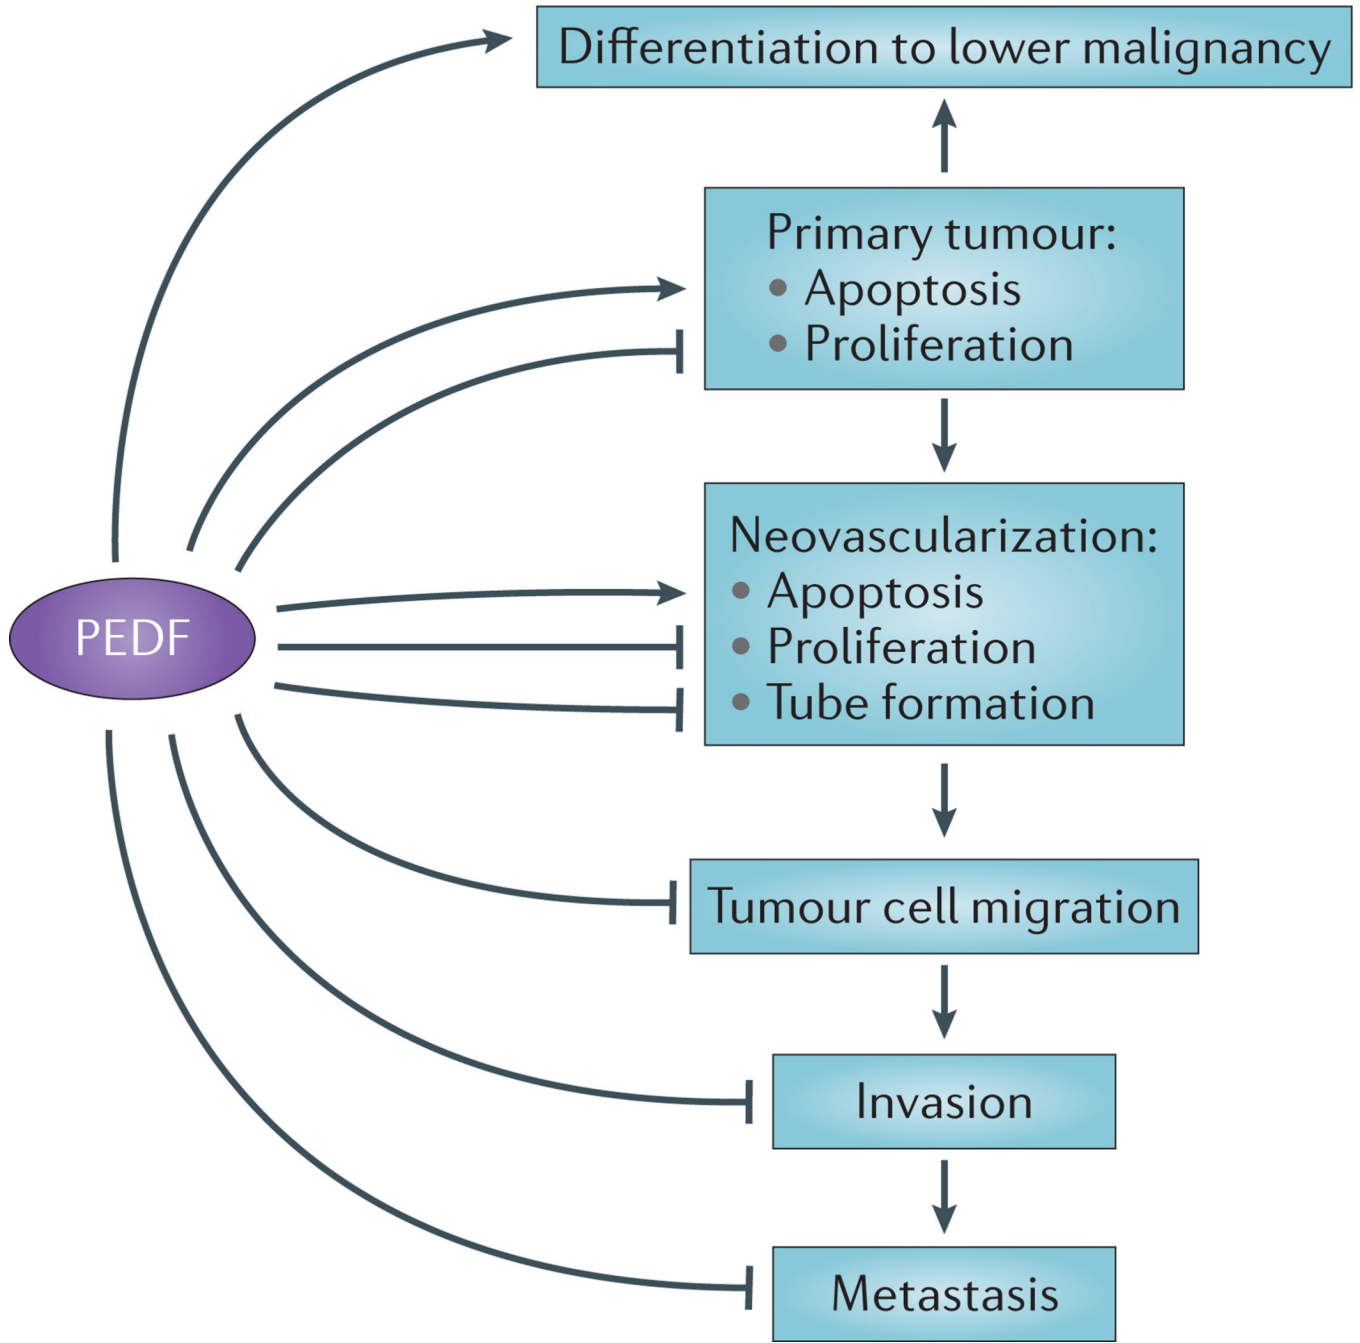 Differentiation to lower malignancy
Primary tumour:
• Apoptosis
• Proliferation
Neovascularization:
• Apoptosis
• Proliferation
• Tube formation
PEDF
Tumour cell migration
Invasion
Metastasis